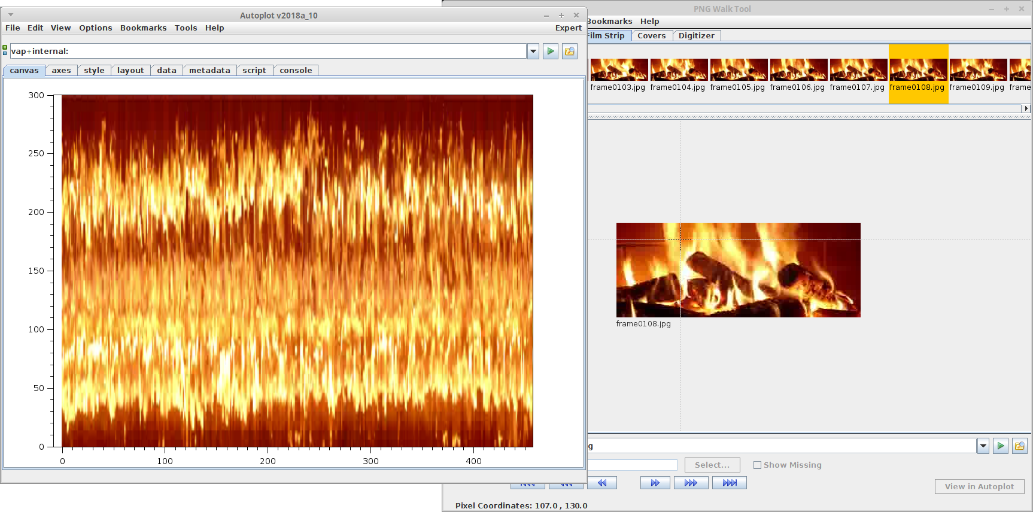 Autoplot v2018a_10
File Edit View Options Bookmarks Tools Help Expert
vap+internal:
canvas axes style layout data metadata script console
300
250
200
150
100
50
0
0 100 200 300 400
PNG Walk Tool
Bookmarks Help
Film Strip Covers Digitizer
frame0103.jpg frame0104.jpg frame0105.jpg frame0106.jpg frame0107.jpg frame0108.jpg frame0109.jpg
frame0108.jpg
Select... Show Missing
View in Autoplot
Pixel Coordinates: 107.0 , 130.0